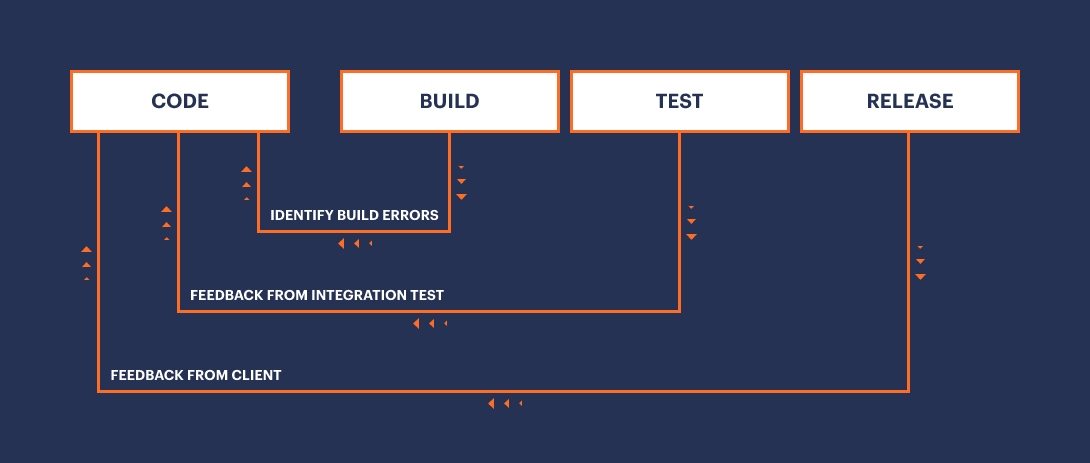 CODE
BUILD
TEST
RELEASE
IDENTIFY BUILD ERRORS
FEEDBACK FROM INTEGRATION TEST
FEEDBACK FROM CLIENT